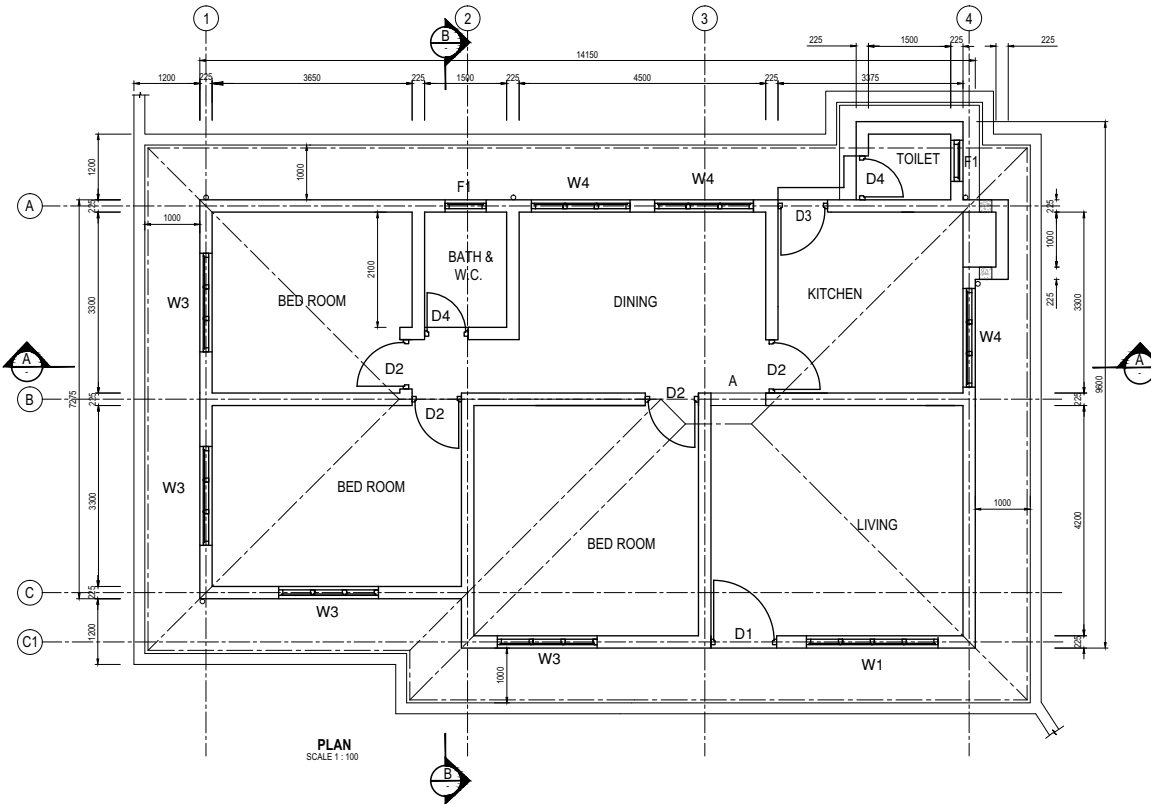 1
2
3
4
B
-
225
1500
225
225
14150
1200
225
3650
225
1500
225
4500
225
3375
1200
1000
TOILET
F1
D4
F1
W4
W4
A
225
1000
D3
225
1000
2100
BATH &
W.C.
W3
BED ROOM
DINING
KITCHEN
3300
3300
225
D4
W4
A
-
D2
D2
A
-
7275
D2
A
9600
B
225
D2
225
W3
BED ROOM
3300
1000
4200
LIVING
BED ROOM
C
225
W3
C1
1200
D1
225
W3
W1
1000
PLAN
SCALE 1 : 100
B
-